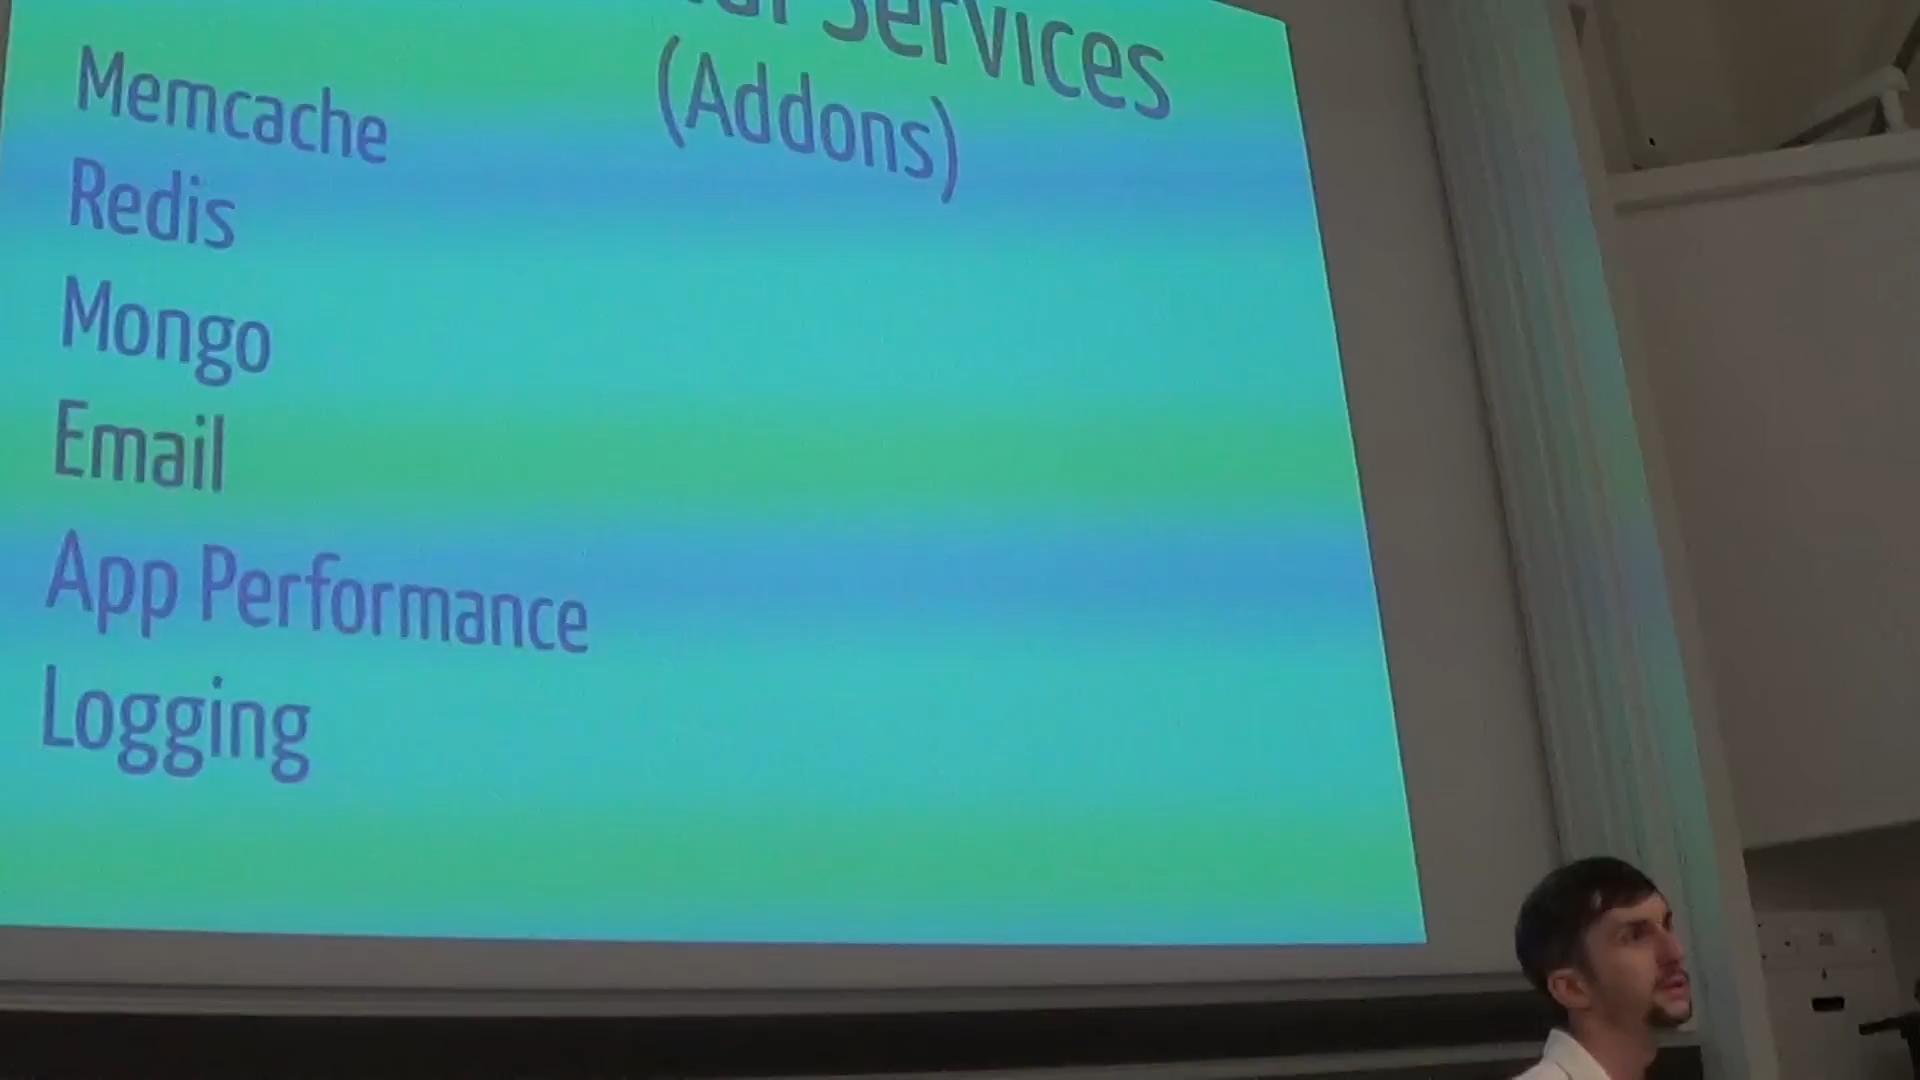 Services
(Addons)
Memcache
Redis
Mongo
Email
App Performance
Logging